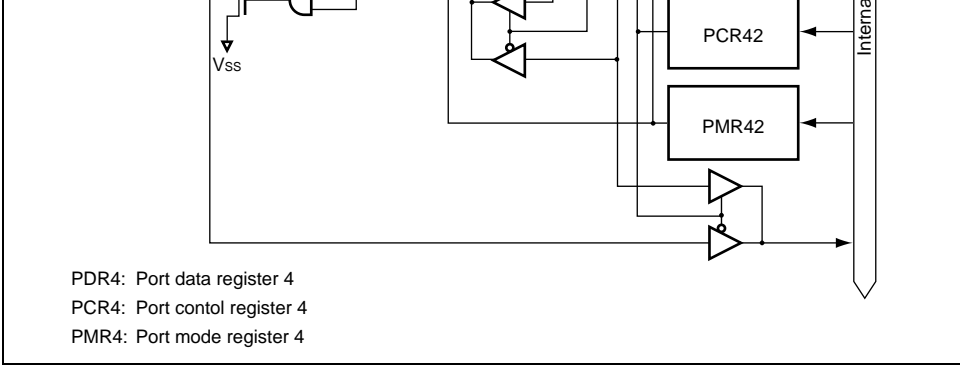 PCR42
VSS
PMR42
PDR4: Port data register 4
PCR4: Port contol register 4
PMR4: Port mode register 4